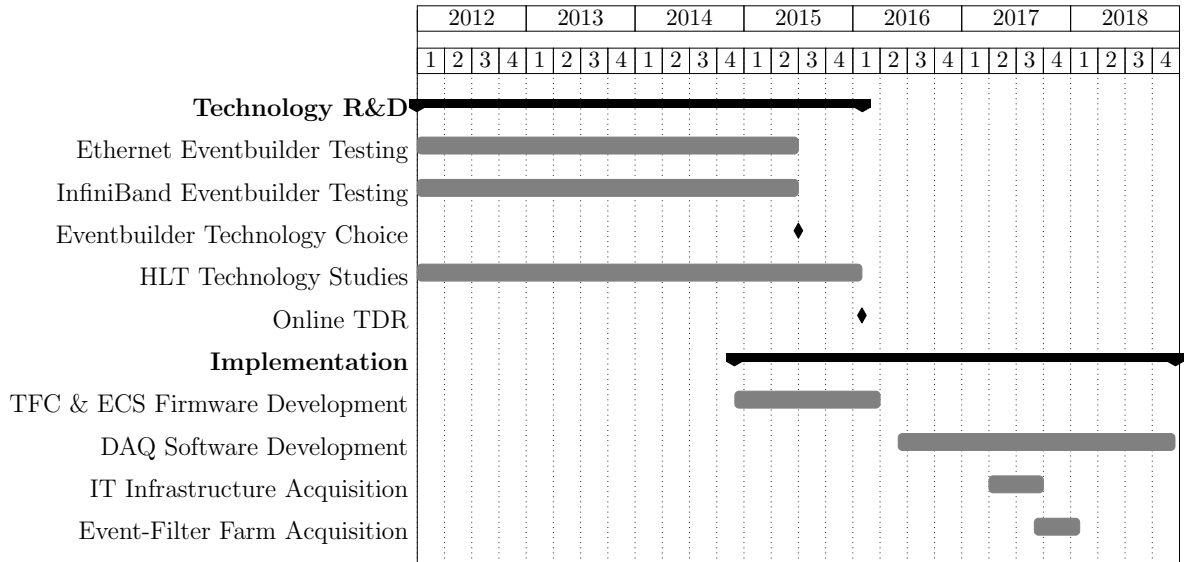 2012 2013 2014 2015 2016 2017 2018
1 2 3 4 1 2 3 4 1 2 3 4 1 2 3 4 1 2 3 4 1 2 3 4 1 2 3 4
Technology R&D
Ethernet Eventbuilder Testing
InfiniBand Eventbuilder Testing
Eventbuilder Technology Choice
HLT Technology Studies
Online TDR
Implementation
TFC & ECS Firmware Development
DAQ Software Development
IT Infrastructure Acquisition
Event-Filter Farm Acquisition